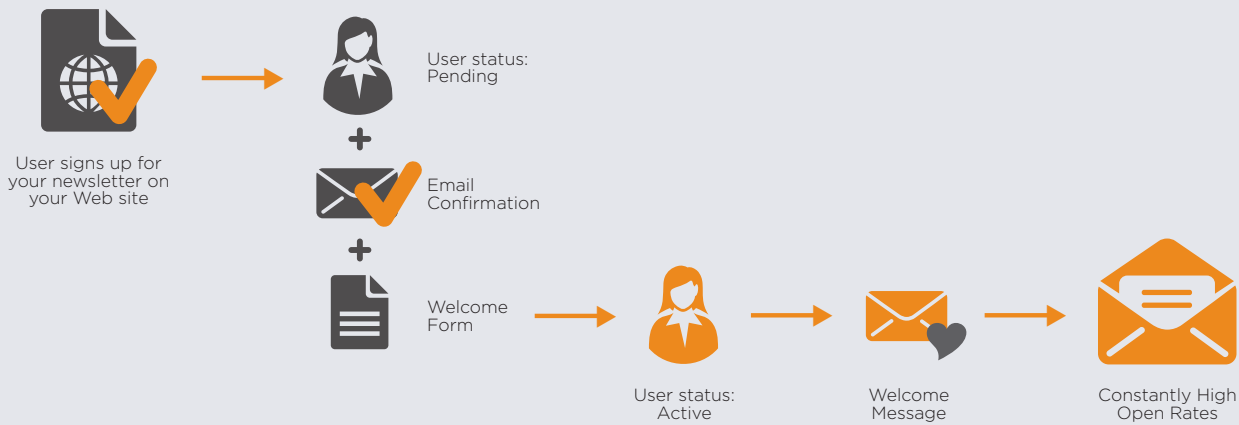 User signs up for
your newsletter on
your Web site
User status:
Pending
Email
Confirmation
Welcome
Form
User status:
Active
Welcome
Message
Constantly High
Open Rates